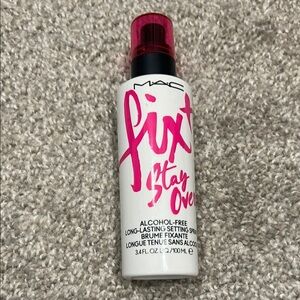 MAC
fix+
Stay
Over
ALCOHOL-FREE
LONG-LASTING SETTING SPRAY
BRUME FIXANTE
LONGUE TENUE SANS ALCOOL
3.4 FL.OZ.LIQ./100 ML ℮